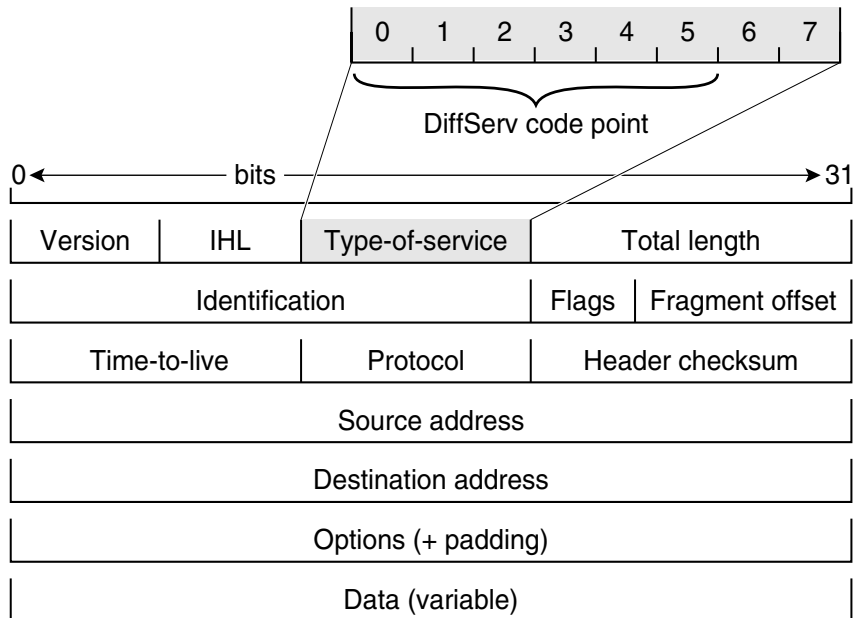 0 1 2 3 4 5 6 7
DiffServ code point
0 bits 31
Version IHL Type-of-service Total length
Identification Flags Fragment offset
Time-to-live Protocol Header checksum
Source address
Destination address
Options (+ padding)
Data (variable)